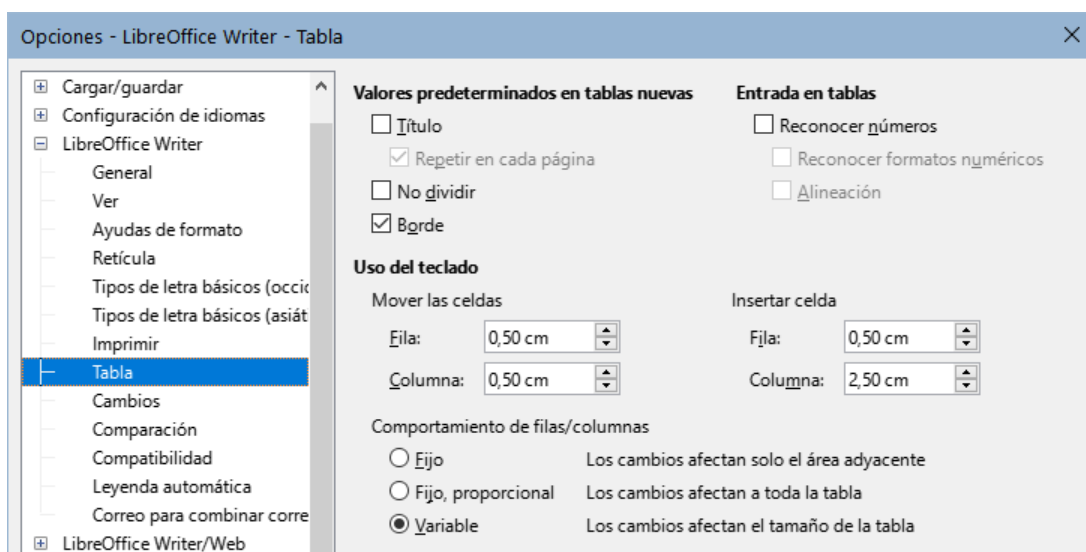 Opciones - LibreOffice Writer - Tabla
Cargar/guardar
Configuración de idiomas
LibreOffice Writer
General
Ver
Ayudas de formato
Retícula
Tipos de letra básicos (occid
Tipos de letra básicos (asiát
Imprimir
Tabla
Cambios
Comparación
Compatibilidad
Leyenda automática
Correo para combinar corre
LibreOffice Writer/Web
Valores predeterminados en tablas nuevas
Título
Repetir en cada página
No dividir
Borde
Entrada en tablas
Reconocer números
Reconocer formatos numéricos
Alineación
Uso del teclado
Mover las celdas
Fila: 0,50 cm
Columna: 0,50 cm
Insertar celda
Fila: 0,50 cm
Columna: 2,50 cm
Comportamiento de filas/columnas
Fijo Los cambios afectan solo el área adyacente
Fijo, proporcional Los cambios afectan a toda la tabla
Variable Los cambios afectan el tamaño de la tabla